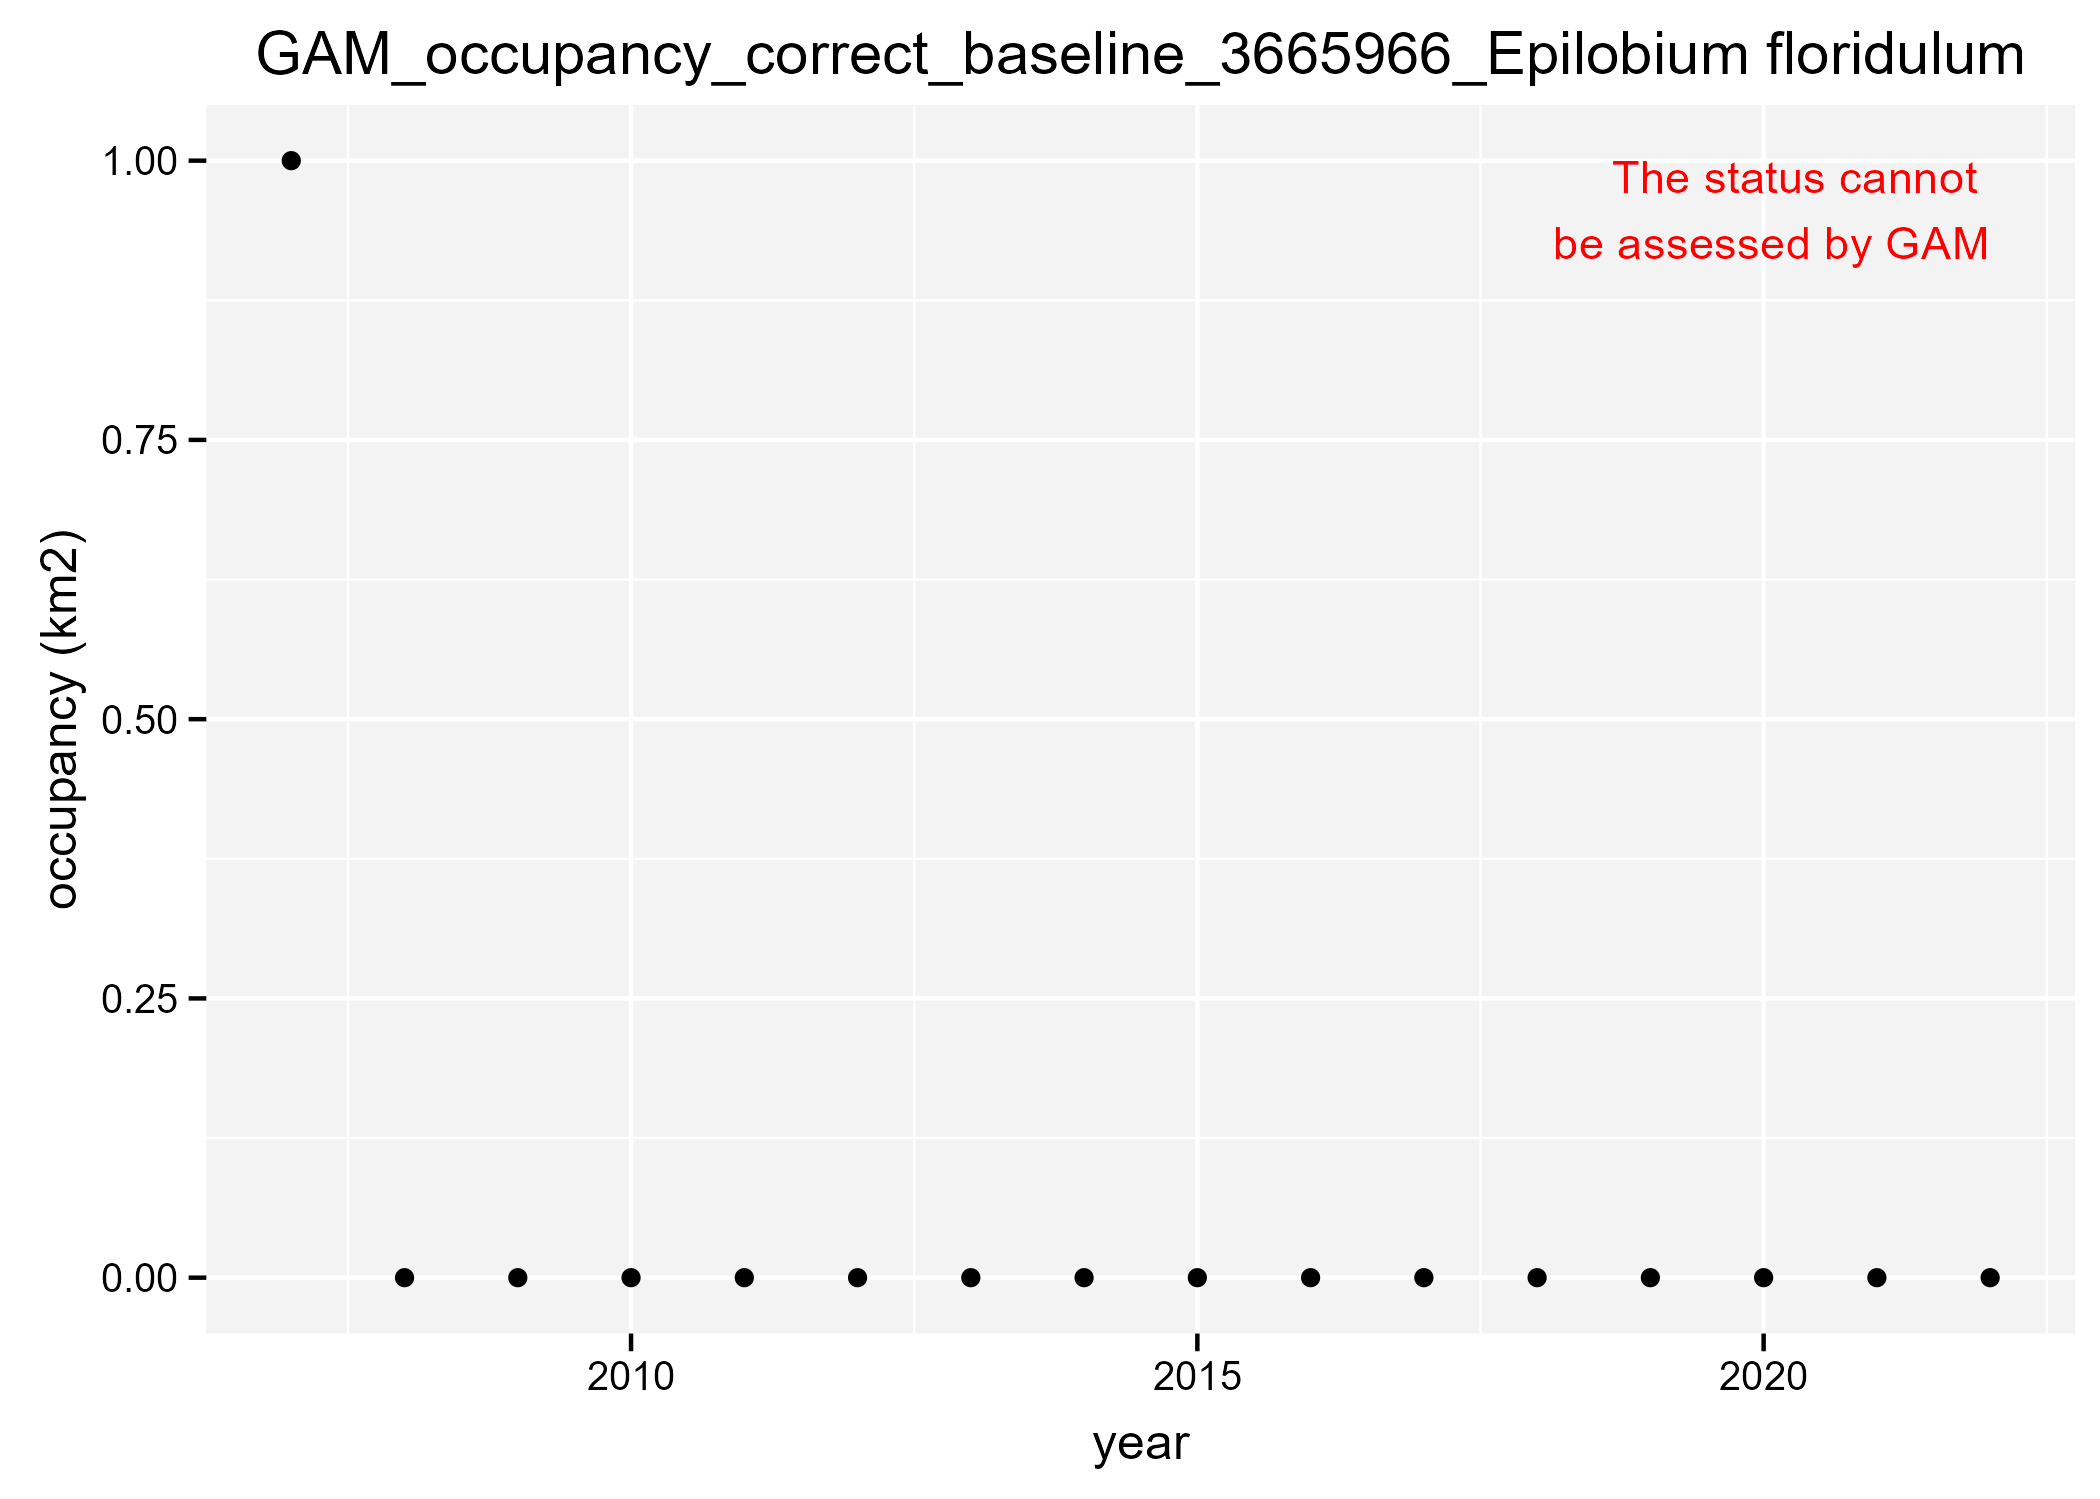 GAM_occupancy_correct_baseline_3665966_Epilobium floridulum
The status cannot
be assessed by GAM
occupancy (km2)
1.00
0.75
0.50
0.25
0.00
2010
2015
2020
year